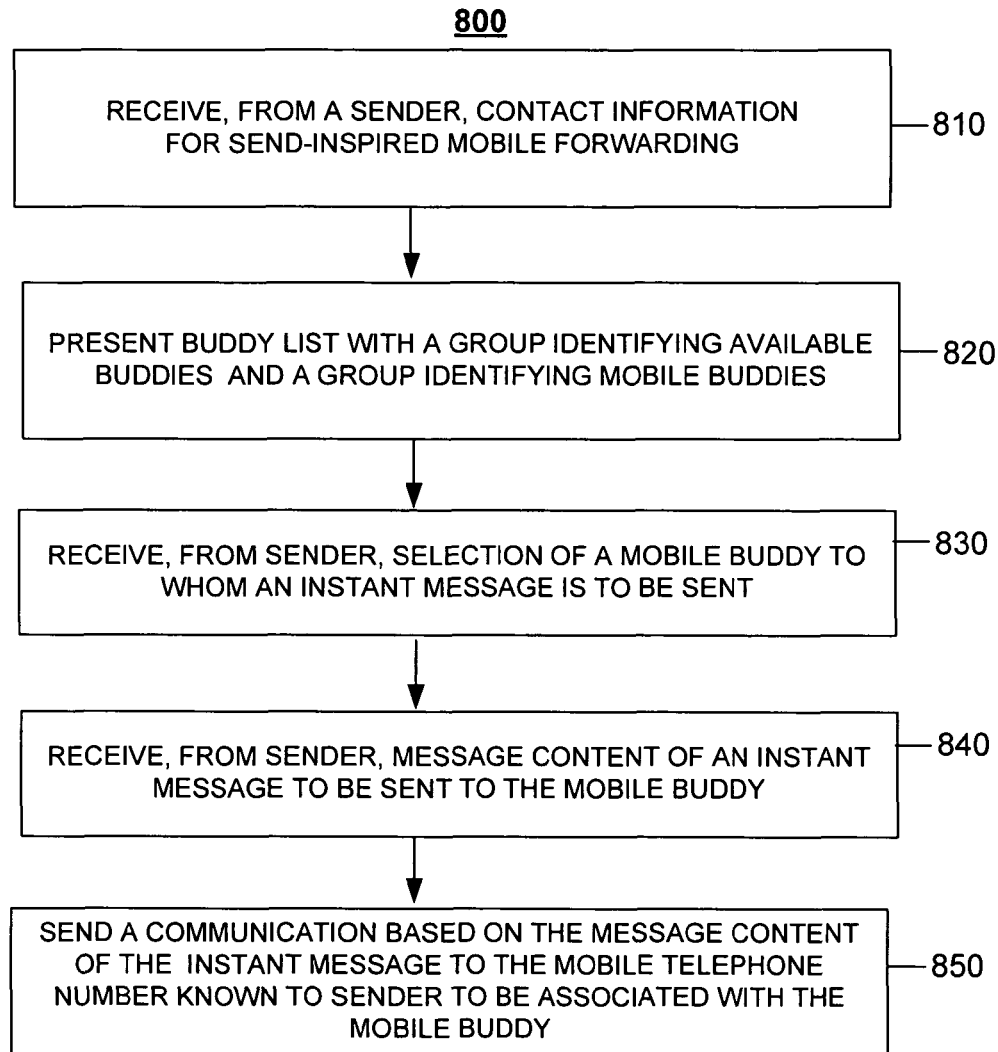 800
RECEIVE, FROM A SENDER, CONTACT INFORMATION
FOR SEND-INSPIRED MOBILE FORWARDING
810
PRESENT BUDDY LIST WITH A GROUP IDENTIFYING AVAILABLE
BUDDIES AND A GROUP IDENTIFYING MOBILE BUDDIES
820
RECEIVE, FROM SENDER, SELECTION OF A MOBILE BUDDY TO
WHOM AN INSTANT MESSAGE IS TO BE SENT
830
RECEIVE, FROM SENDER, MESSAGE CONTENT OF AN INSTANT
MESSAGE TO BE SENT TO THE MOBILE BUDDY
840
SEND A COMMUNICATION BASED ON THE MESSAGE CONTENT
OF THE INSTANT MESSAGE TO THE MOBILE TELEPHONE
NUMBER KNOWN TO SENDER TO BE ASSOCIATED WITH THE
MOBILE BUDDY
850